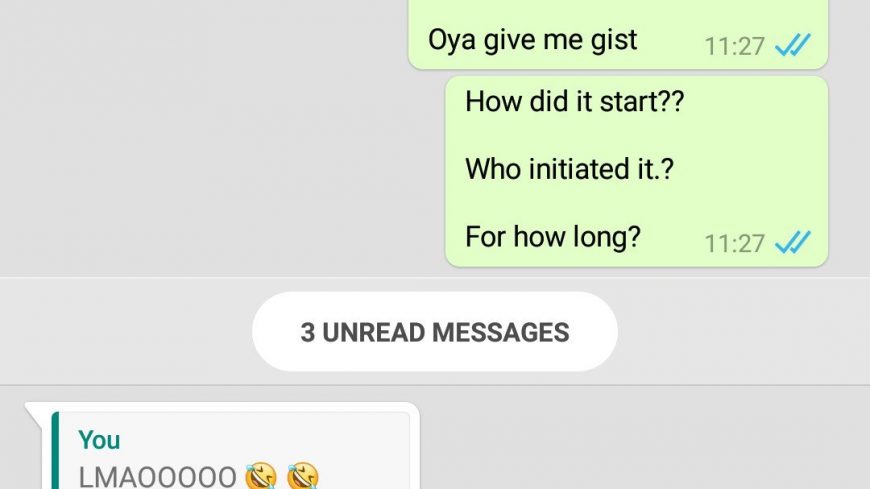 Oya give me gist
11:27
How did it start??
Who initiated it.?
For how long?
11:27
3 UNREAD MESSAGES
You
LMAOOOOO 🤣 🤣